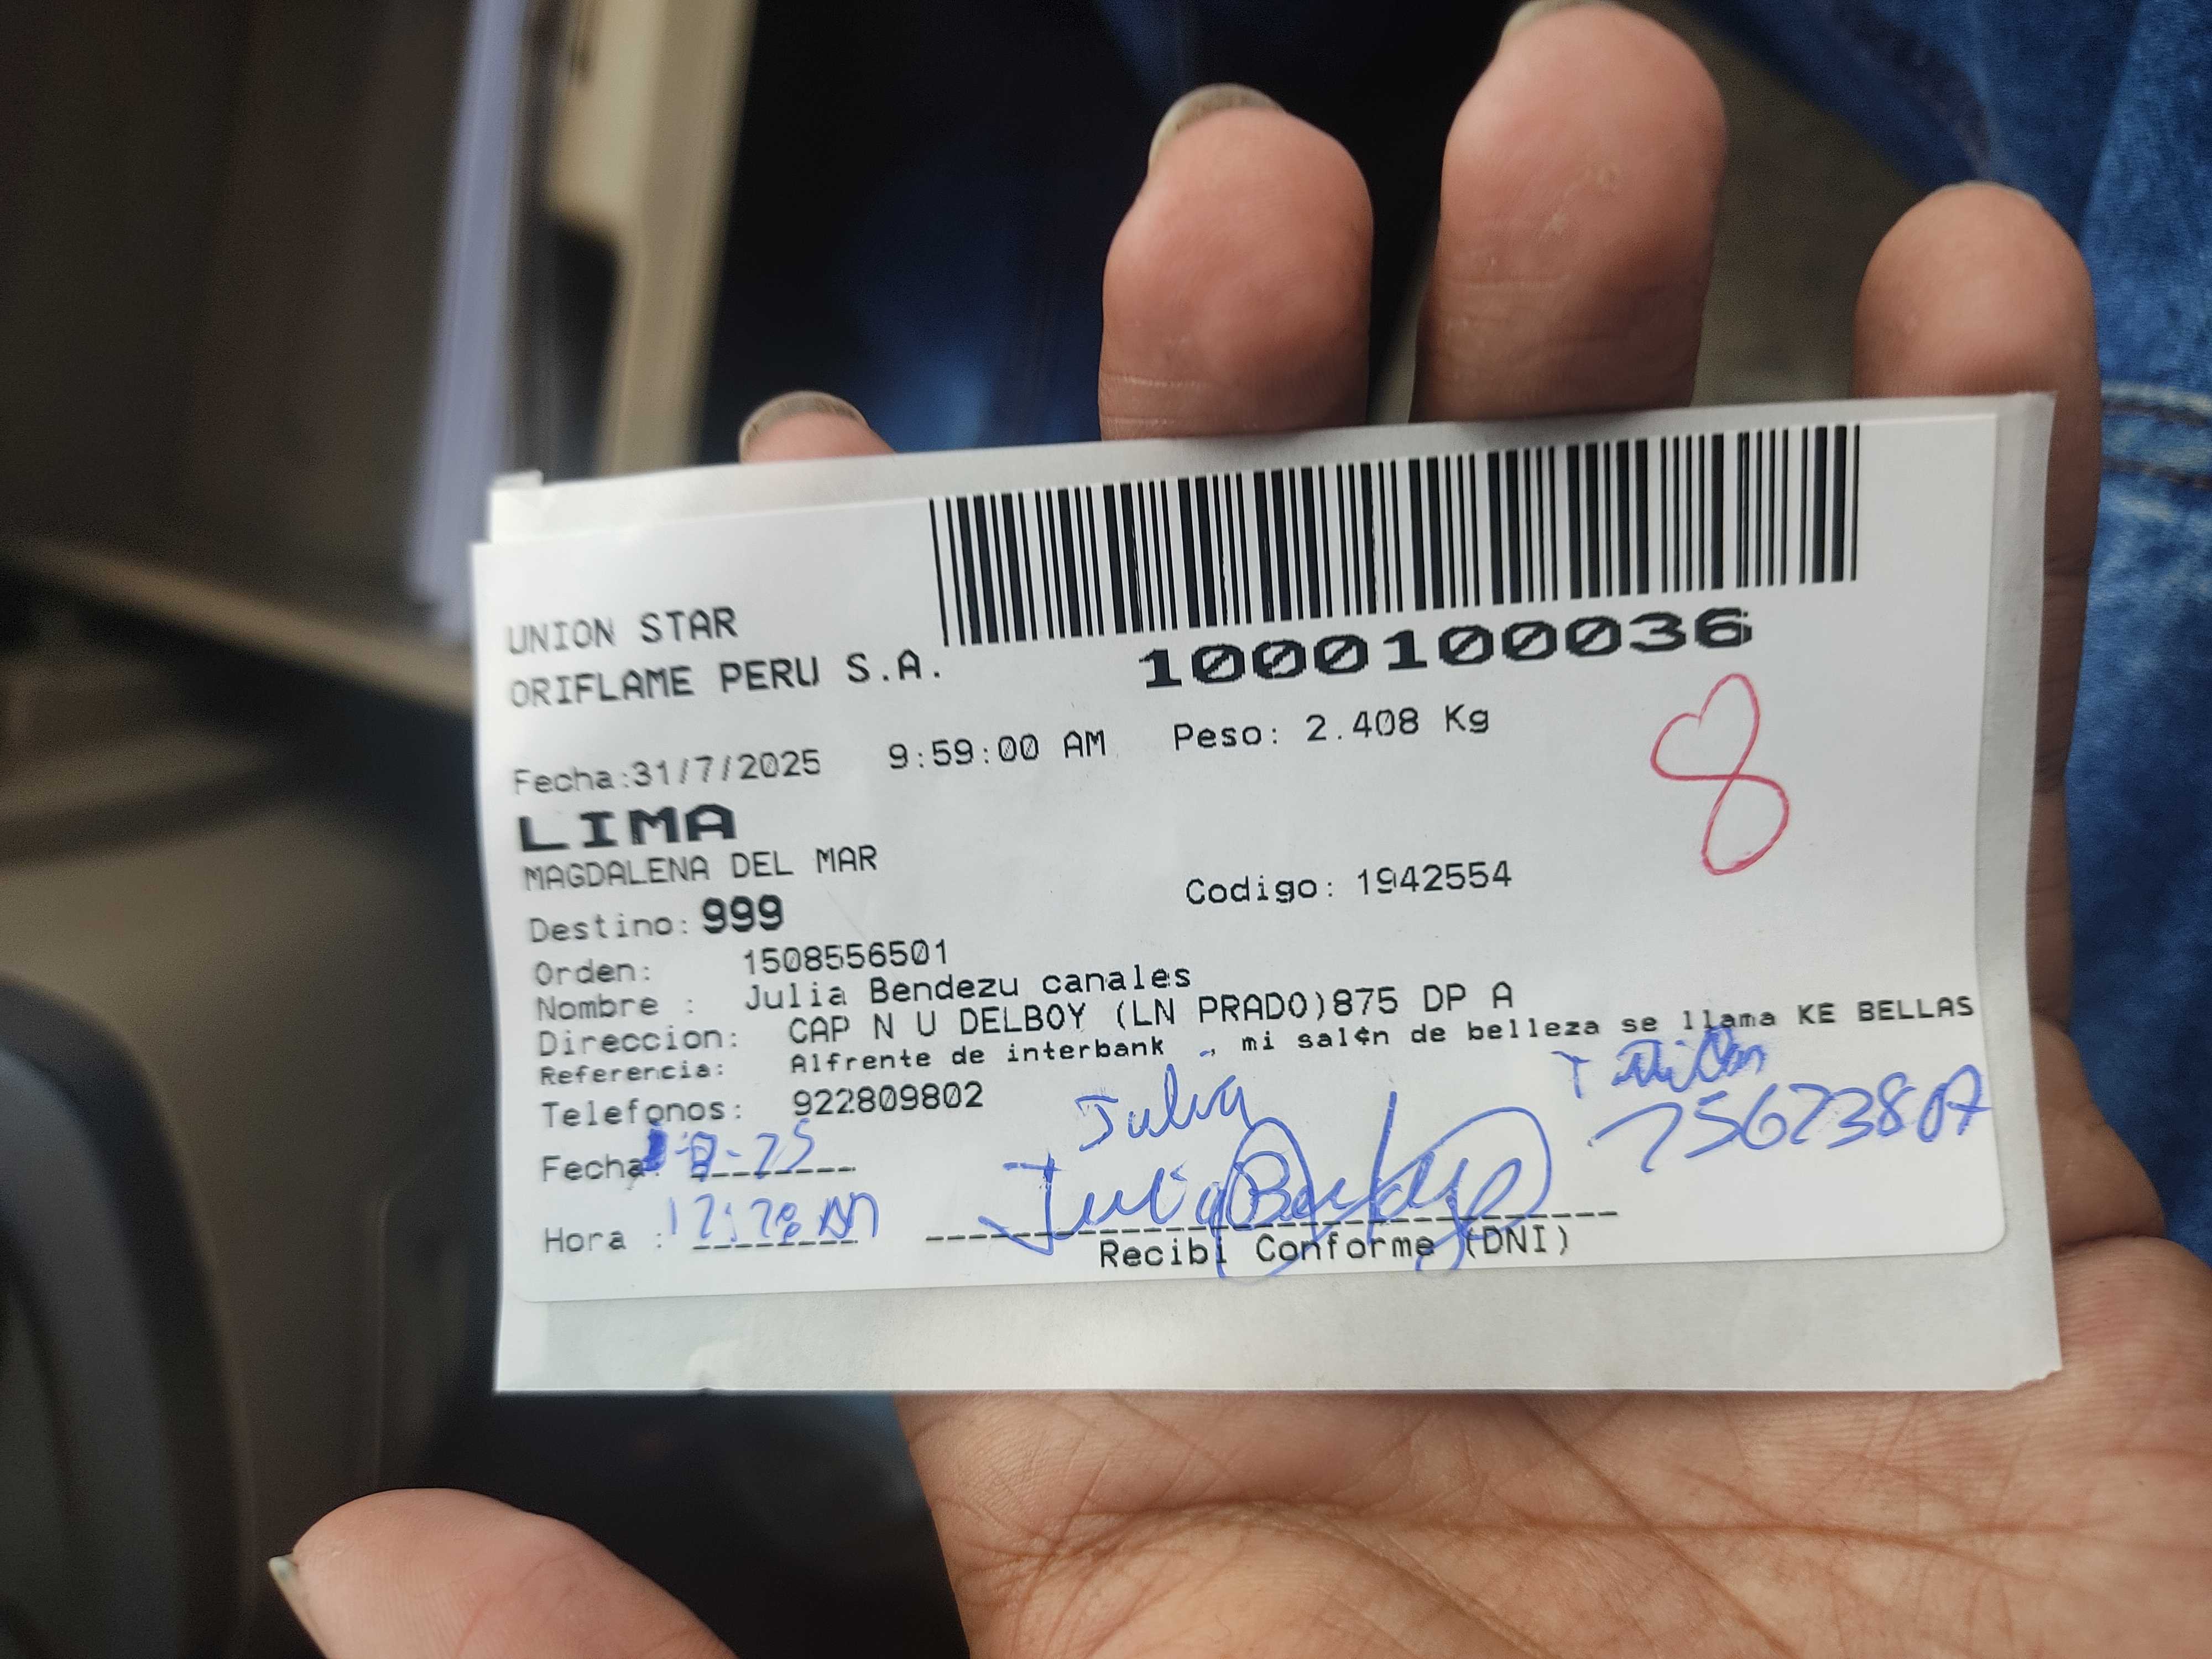 UNION STAR
ORIFLAME PERU S.A.
1000100036
Fecha:31/7/2025 9:59:00 AM Peso: 2.408 Kg
8
LIMA
MAGDALENA DEL MAR
Destino: 999 Codigo: 1942554
Orden: 1508556501
Nombre : Julia Bendezu canales
Direccion: CAP N U DELBOY (LN PRADO)875 DP A
Referencia: Alfrente de interbank , mi sal¢n de belleza se llama KE BELLAS
Telefonos: 922809802
Julia
Fecha:
Julia
Hora :
Recibi Conforme (DNI)